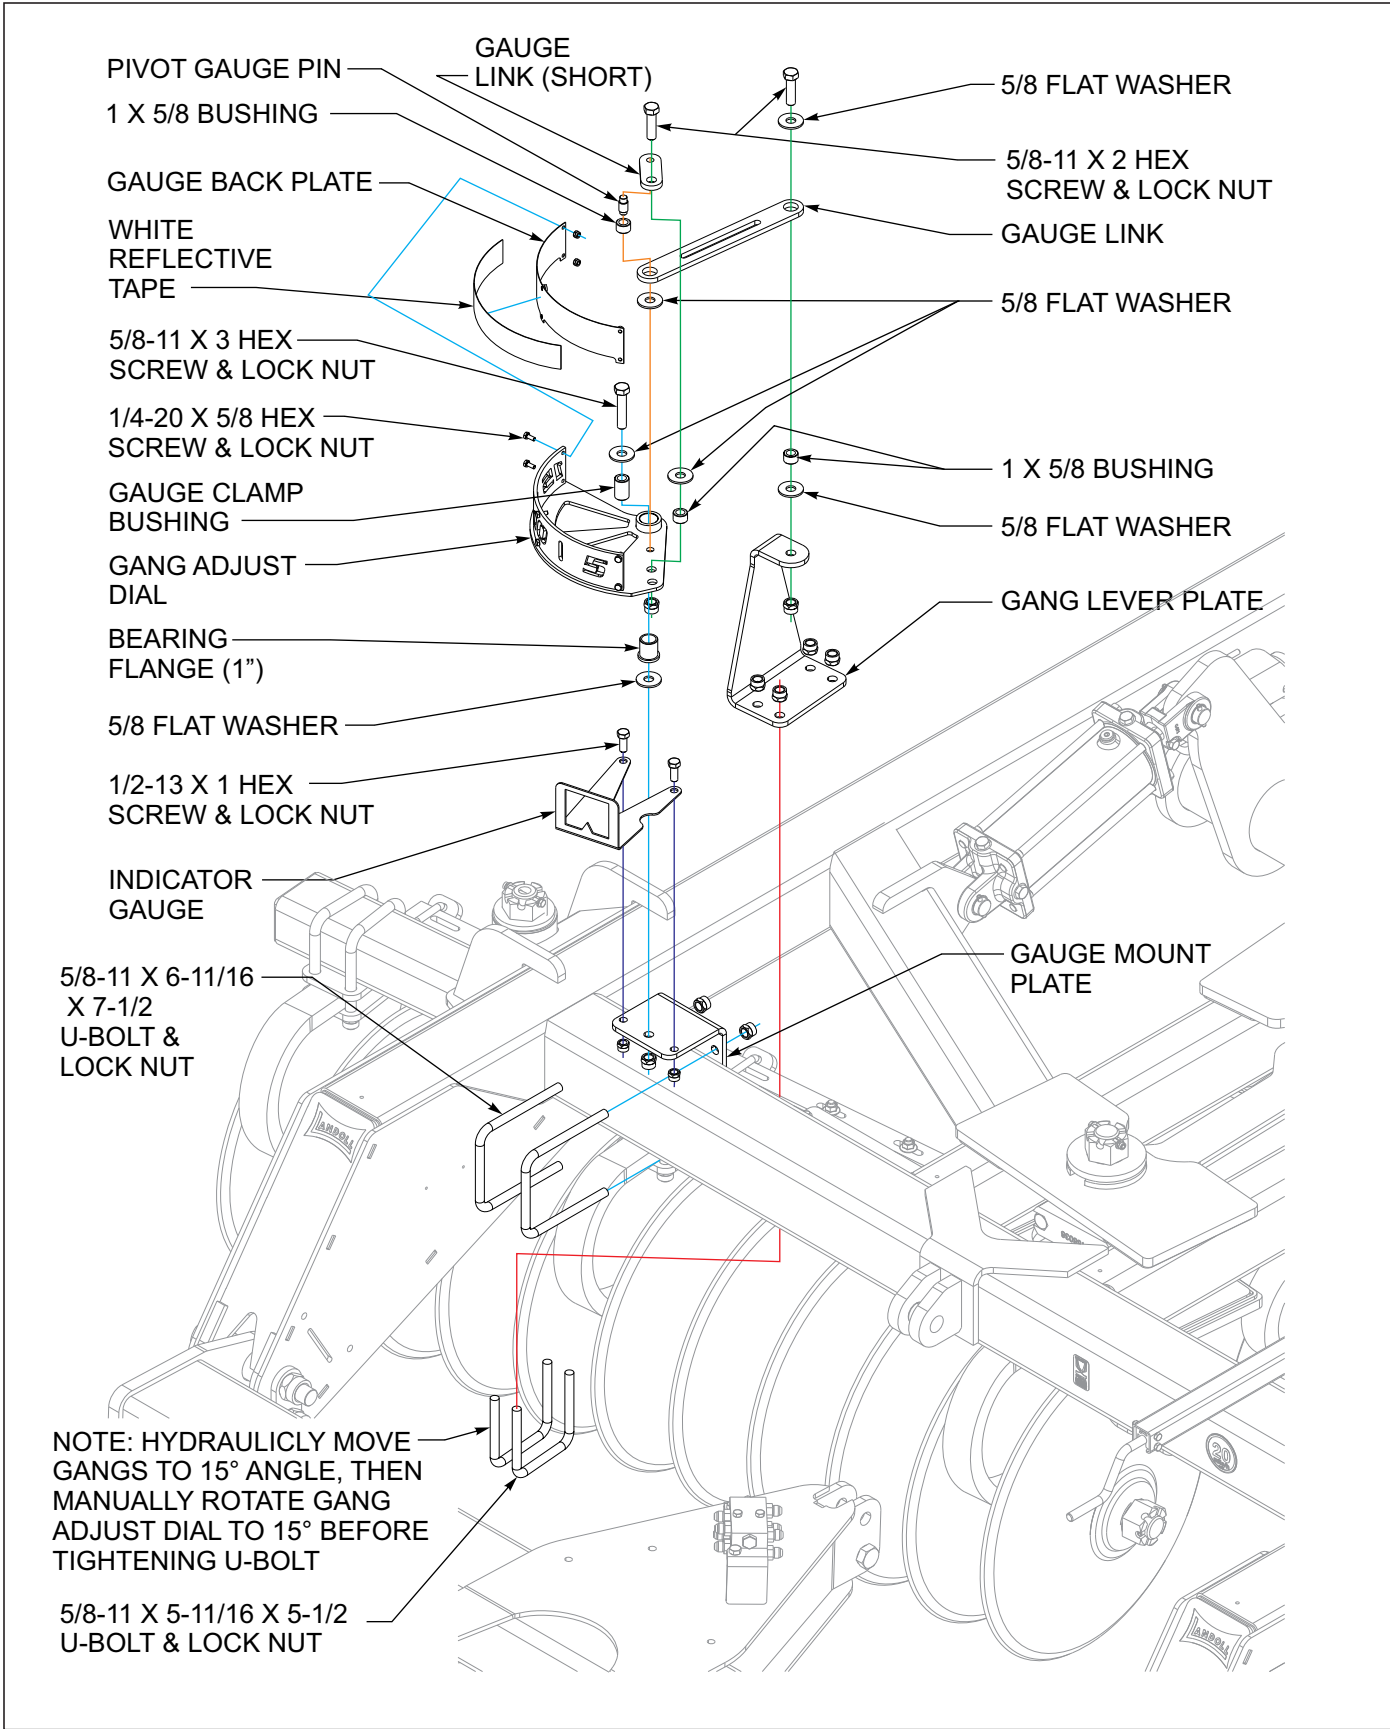 PIVOT GAUGE PIN
1 X 5/8 BUSHING
GAUGE BACK PLATE
WHITE
REFLECTIVE
TAPE
5/8-11 X 3 HEX
SCREW & LOCK NUT
1/4-20 X 5/8 HEX
SCREW & LOCK NUT
GAUGE CLAMP
BUSHING
GANG ADJUST
DIAL
BEARING
FLANGE (1”)
5/8 FLAT WASHER
1/2-13 X 1 HEX
SCREW & LOCK NUT
INDICATOR
GAUGE
5/8-11 X 6-11/16
X 7-1/2
U-BOLT &
LOCK NUT
NOTE: HYDRAULICLY MOVE
GANGS TO 15° ANGLE, THEN
MANUALLY ROTATE GANG
ADJUST DIAL TO 15° BEFORE
TIGHTENING U-BOLT
5/8-11 X 5-11/16 X 5-1/2
U-BOLT & LOCK NUT
GAUGE
LINK (SHORT)
5/8 FLAT WASHER
5/8-11 X 2 HEX
SCREW & LOCK NUT
GAUGE LINK
5/8 FLAT WASHER
1 X 5/8 BUSHING
5/8 FLAT WASHER
GANG LEVER PLATE
GAUGE MOUNT
PLATE
5
LANDOLL
20
LANDOLL